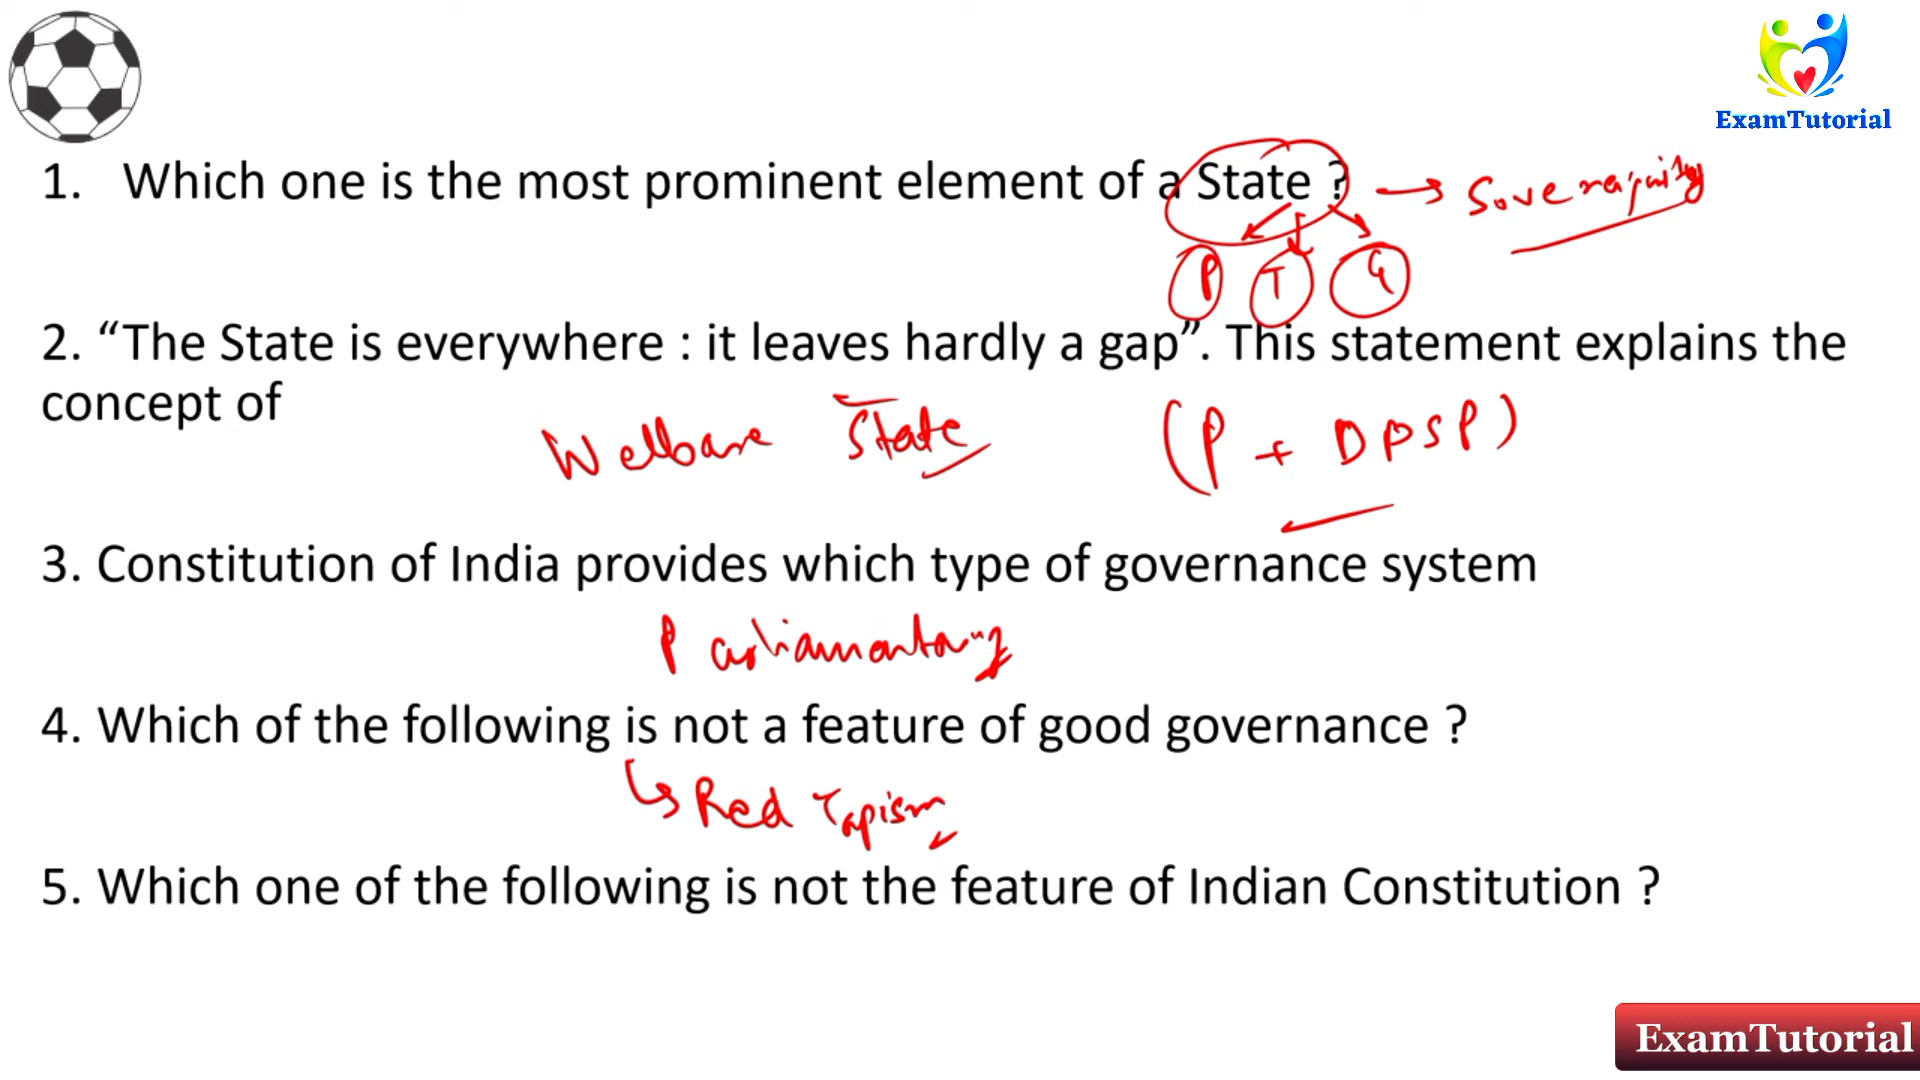 ExamTutorial
1. Which one is the most prominent element of a State ? → Sovereignity
P T G
2. “The State is everywhere : it leaves hardly a gap”. This statement explains the
concept of
Welfare State (P + DPSP)
3. Constitution of India provides which type of governance system
Parliamentary
4. Which of the following is not a feature of good governance ?
Red Tapism
5. Which one of the following is not the feature of Indian Constitution ?
ExamTutorial